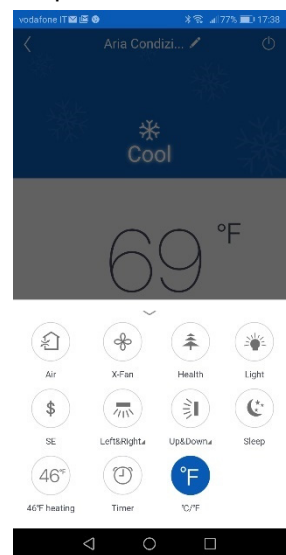 vodafone IT 77% 17:38
Aria Condizi...
Cool
69 °F
Air X-Fan Health Light
$
SE Left&Right Up&Down Sleep
46°F
46°F heating Timer °C/°F
°F